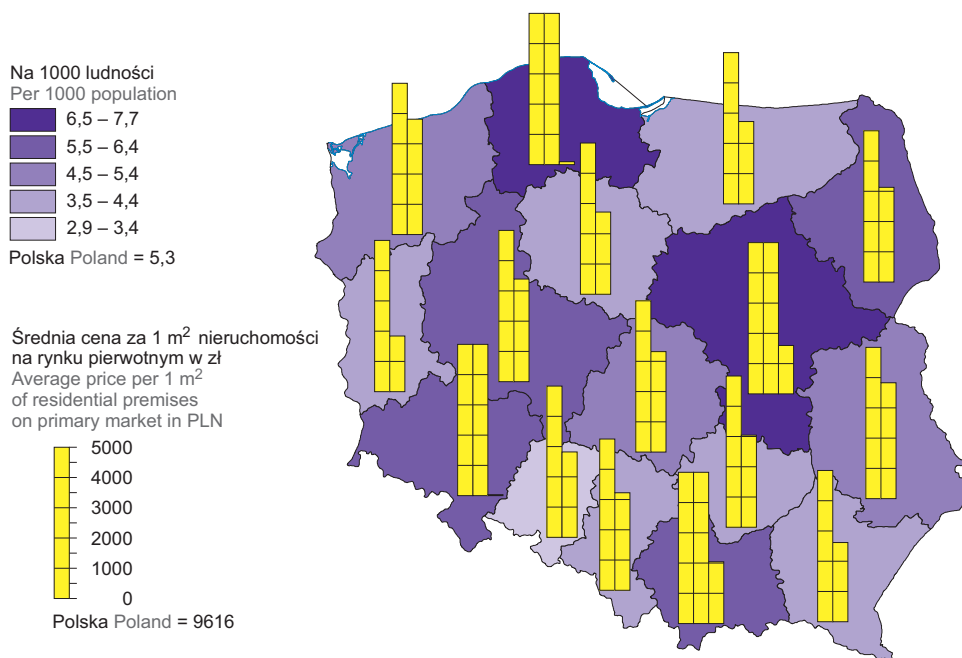 Na 1000 ludności
Per 1000 population
6,5 – 7,7
5,5 – 6,4
4,5 – 5,4
3,5 – 4,4
2,9 – 3,4
Polska Poland = 5,3
Średnia cena za 1 m² nieruchomości
na rynku pierwotnym w zł
Average price per 1 m²
of residential premises
on primary market in PLN
5000
4000
3000
2000
1000
0
Polska Poland = 9616